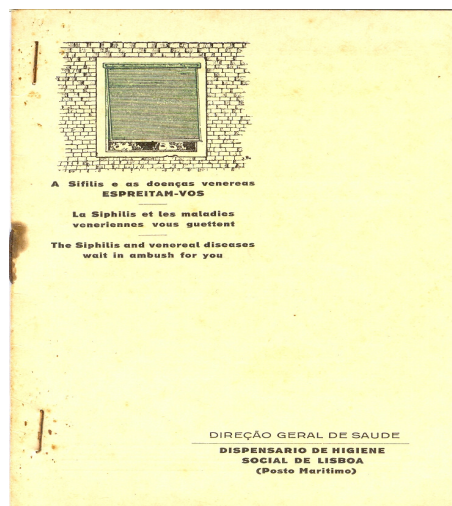 A Sifilis e as doenças venereas
ESPREITAM-VOS
La Siphilis et les maladies
veneriennes vous guettent
The Siphilis and venereal diseases
wait in ambush for you
DIREÇÃO GERAL DE SAUDE
DISPENSARIO DE HIGIENE
SOCIAL DE LISBOA
(Posto Maritimo)